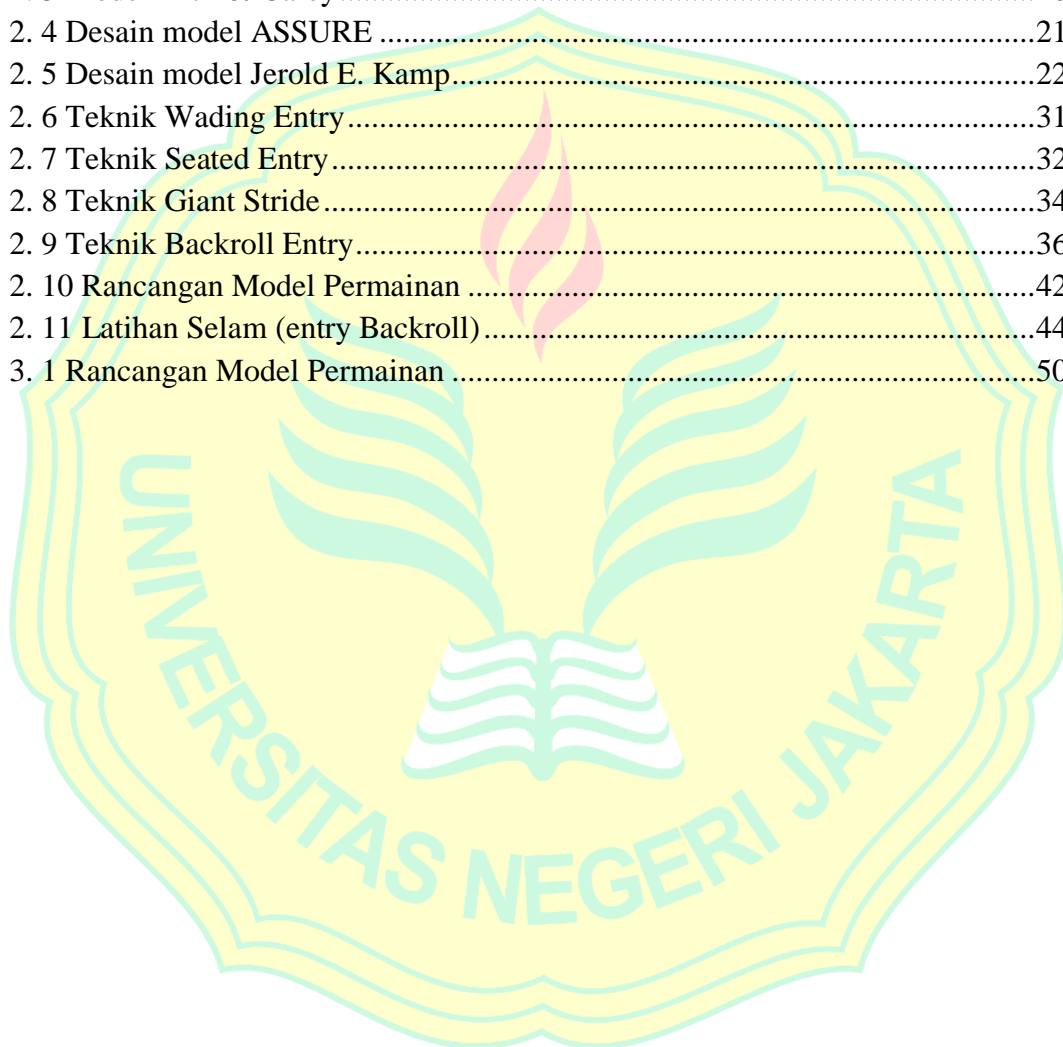 2. 4 Desain model ASSURE ........................................................................................21
2. 5 Desain model Jerold E. Kamp.............................................................................22
2. 6 Teknik Wading Entry............................................................................................31
2. 7 Teknik Seated Entry..............................................................................................32
2. 8 Teknik Giant Stride...............................................................................................34
2. 9 Teknik Backroll Entry..........................................................................................36
2. 10 Rancangan Model Permainan ............................................................................42
2. 11 Latihan Selam (entry Backroll)..........................................................................44
3. 1 Rancangan Model Permainan ..............................................................................50
UNIVERSITAS NEGERI JAKARTA